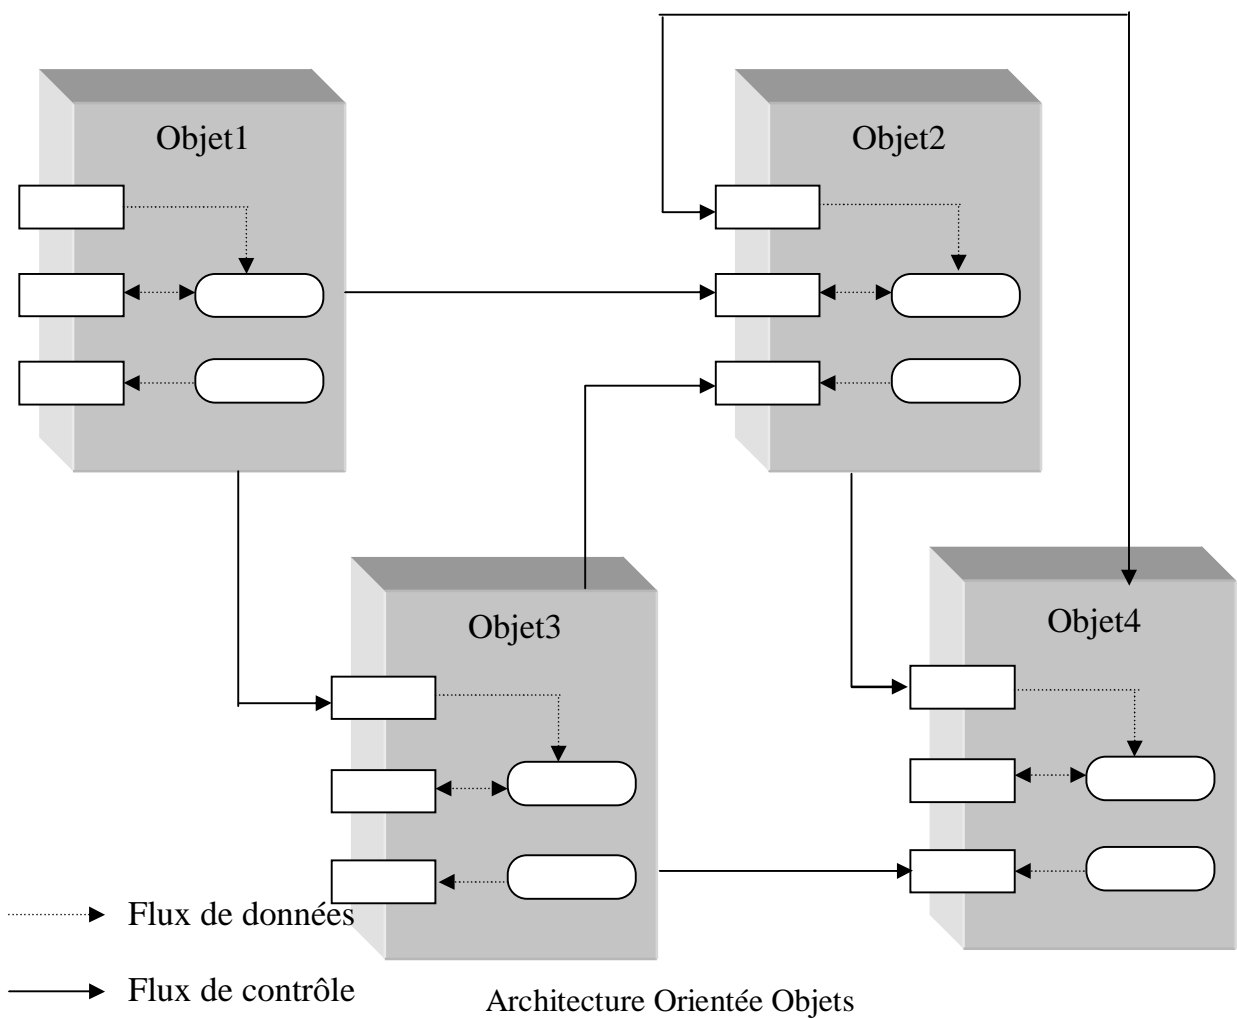 Objet1
Objet2
Objet3
Objet4
Flux de données
Flux de contrôle
Architecture Orientée Objets